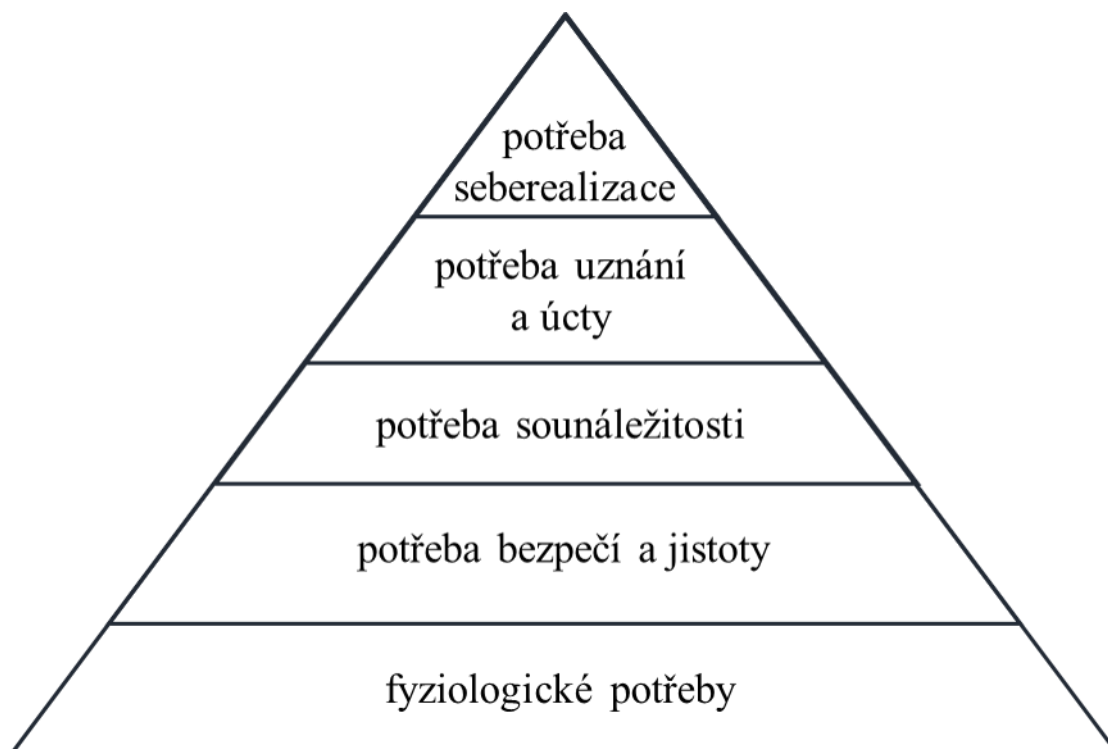 potřeba
seberealizace
potřeba uznání
a úcty
potřeba sounáležitosti
potřeba bezpečí a jistoty
fyziologické potřeby